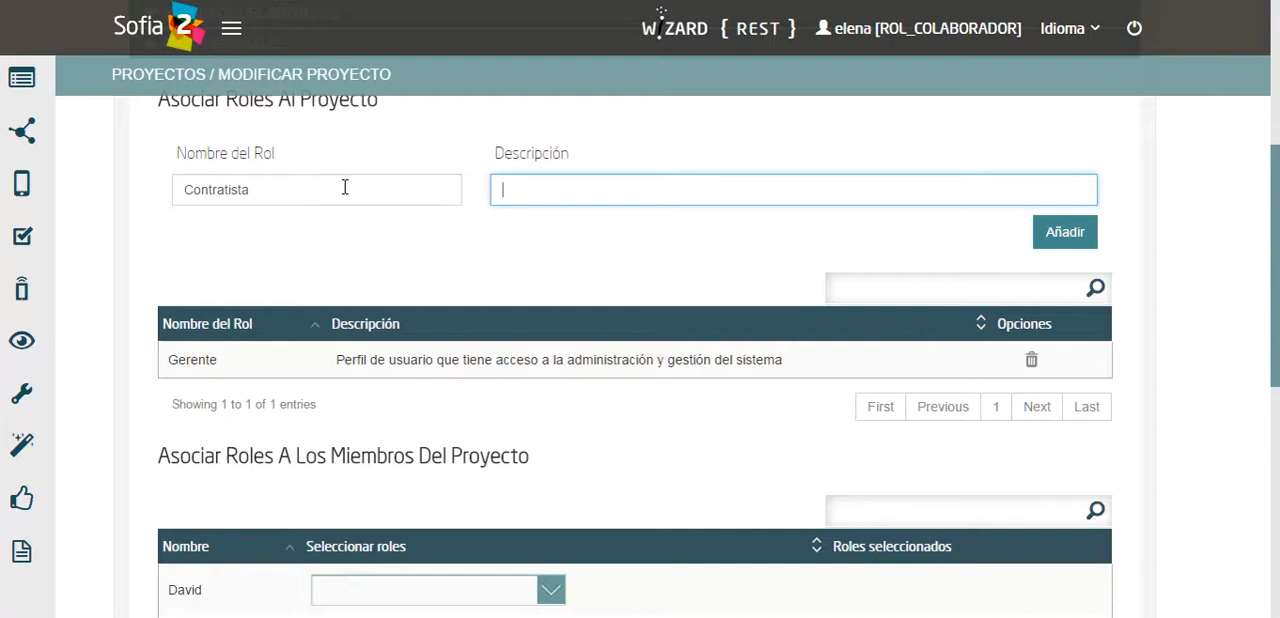 Sofia 2
WiZARD { REST } elena [ROL_COLABORADOR] Idioma
PROYECTOS / MODIFICAR PROYECTO
Asociar Roles Al Proyecto
Nombre del Rol Descripción
Contratista
Añadir
Nombre del Rol Descripción Opciones
Gerente Perfil de usuario que tiene acceso a la administración y gestión del sistema
Showing 1 to 1 of 1 entries First Previous 1 Next Last
Asociar Roles A Los Miembros Del Proyecto
Nombre Seleccionar roles Roles seleccionados
David